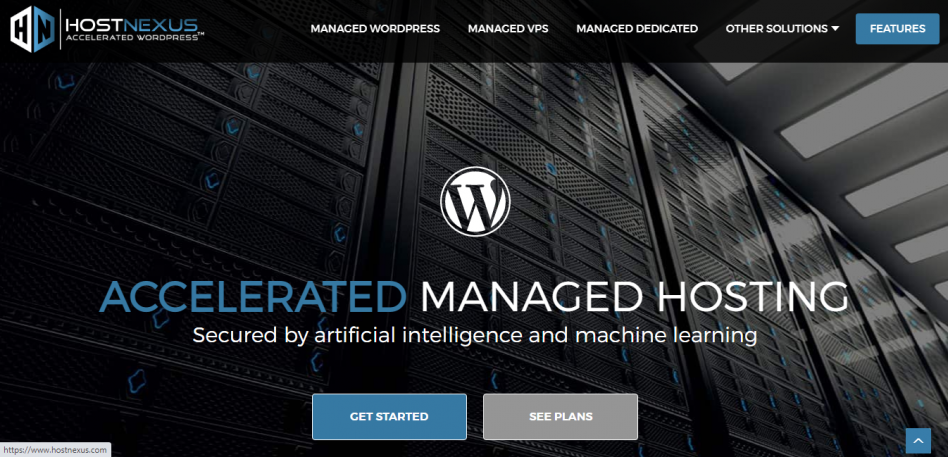 HN HOSTNEXUS
ACCELERATED WORDPRESS™
MANAGED WORDPRESS
MANAGED VPS
MANAGED DEDICATED
OTHER SOLUTIONS
FEATURES
W
ACCELERATED MANAGED HOSTING
Secured by artificial intelligence and machine learning
GET STARTED
SEE PLANS
https://www.hostnexus.com